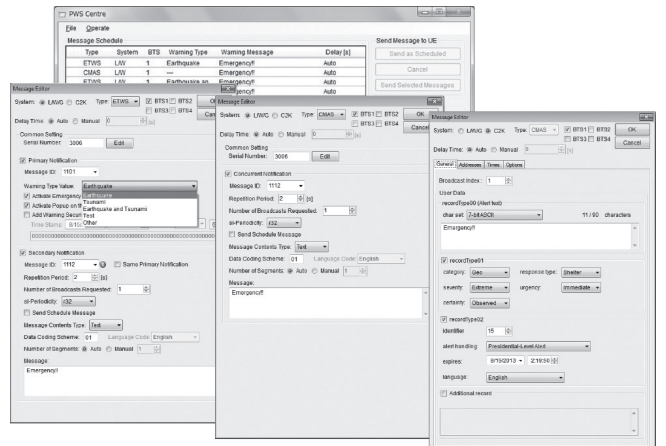 PWS Centre
File Operate
Message Schedule
Send Message to UE
Type System BTS Warning Type Warning Message Delay [s]
ETWS L/W 1 Earthquake Emergency!! Auto
CMAS L/W 1 --- Emergency!! Auto
ETWS L/W 1 Earthquake an Emergency!! Auto
Emergency!! Auto
Send as Scheduled
Cancel
Send Selected Messages
Message Editor
System: L/W/G C2K Type: ETWS BTS1 BTS2
BTS3 BTS4
Delay Time: Auto Manual 0 [s]
Common Setting
Serial Number: 3006 Edit
Primary Notification
Message ID: 1101
Warning Type Value: Earthquake
Earthquake
Tsunami
Earthquake and Tsunami
Test
Other
Activate Emergency
Activate Popup on th
Add Warning Securi
Time Stamp: 8/15/
Secondary Notification
Message ID: 1112 Same Primary Notification
Repetition Period: 2 [s]
Number of Broadcasts Requested: 1
si-Periodicity: r32
Send Schedule Message
Message Contents Type: Text
Data Coding Scheme: 01 Language Code: English
Number of Segments: Auto Manual 1
Message:
Emergency!!
Message Editor
System: L/W/G C2K Type: CMAS BTS1 BTS2 OK
BTS3 BTS4 Cancel
Delay Time: Auto Manual 0 [s]
Common Setting
Serial Number: 3006 Edit
Concurrent Notification
Message ID: 1112
Repetition Period: 2 [s]
Number of Broadcasts Requested: 1
si-Periodicity: r32
Send Schedule Message
Message Contents Type: Text
Data Coding Scheme: 01 Language Code: English
Number of Segments: Auto Manual 1
Message:
Emergency!!
Message Editor
System: L/W/G C2K Type: CMAS BTS1 BTS2 OK
BTS3 BTS4 Cancel
Delay Time: Auto Manual 0 [s]
General Addresses Times Options
Broadcast Index: 1
User Data
recordType00 (Alert text)
char set: 7-bitASCII 11 / 90 characters
Emergency!!
recordType01
category: Geo response type: Shelter
severity: Extreme urgency: Immediate
certainty: Observed
recordType02
identifier 15
alert handling: Presidential-Level Alert
expires: 8/15/2013 2:19:50
language: English
Additional record